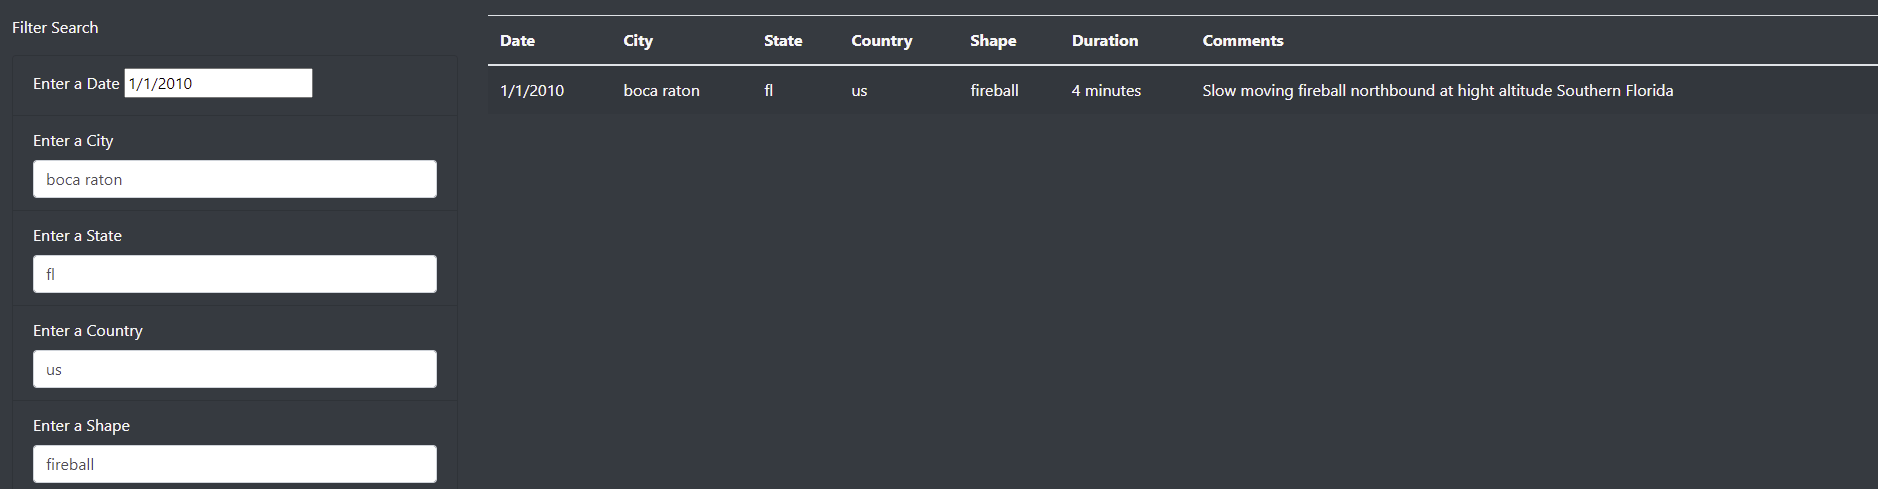 Filter Search
Enter a Date 1/1/2010
Enter a City
boca raton
Enter a State
fl
Enter a Country
us
Enter a Shape
fireball
Date City State Country Shape Duration Comments
1/1/2010 boca raton fl us fireball 4 minutes Slow moving fireball northbound at hight altitude Southern Florida